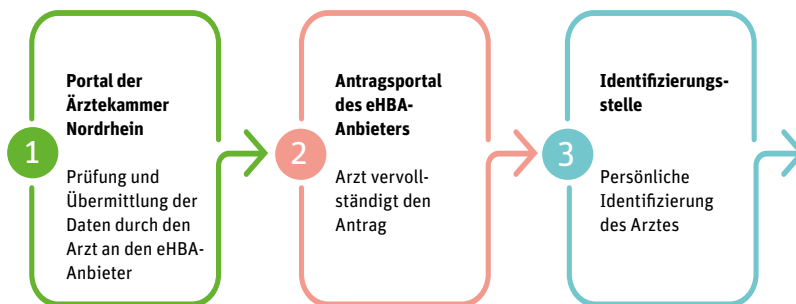 1
Portal der
Ärztekammer
Nordrhein
Prüfung und
Übermittlung der
Daten durch den
Arzt an den eHBA-
Anbieter
2
Antragsportal
des eHBA-
Anbieters
Arzt vervoll-
ständigt den
Antrag
3
Identifizierungs-
stelle
Persönliche
Identifizierung
des Arztes